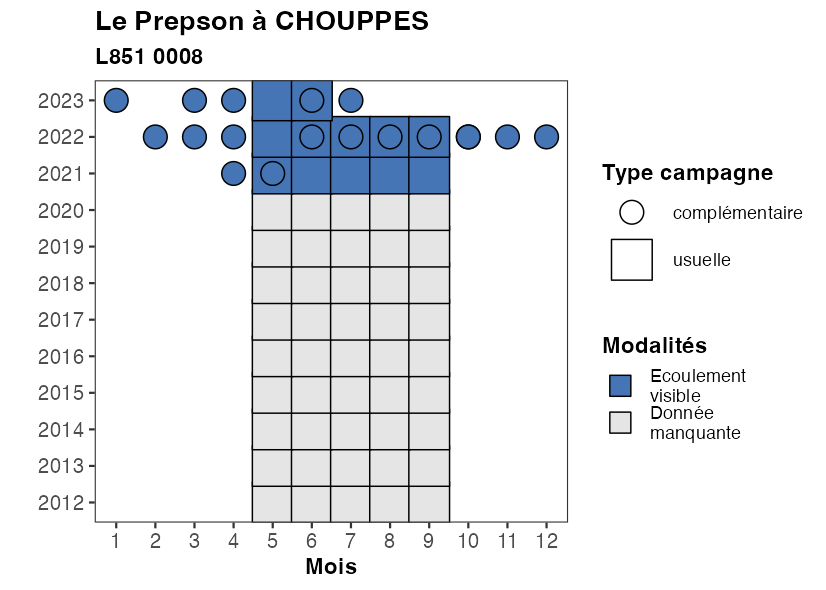 Le Prepson à CHOUPPES
L851 0008
2023
2022
2021
2020
2019
2018
2017
2016
2015
2014
2013
2012
1 2 3 4 5 6 7 8 9 10 11 12
Mois
Type campagne
complémentaire
usuelle
Modalités
Ecoulement
visible
Donnée
manquante